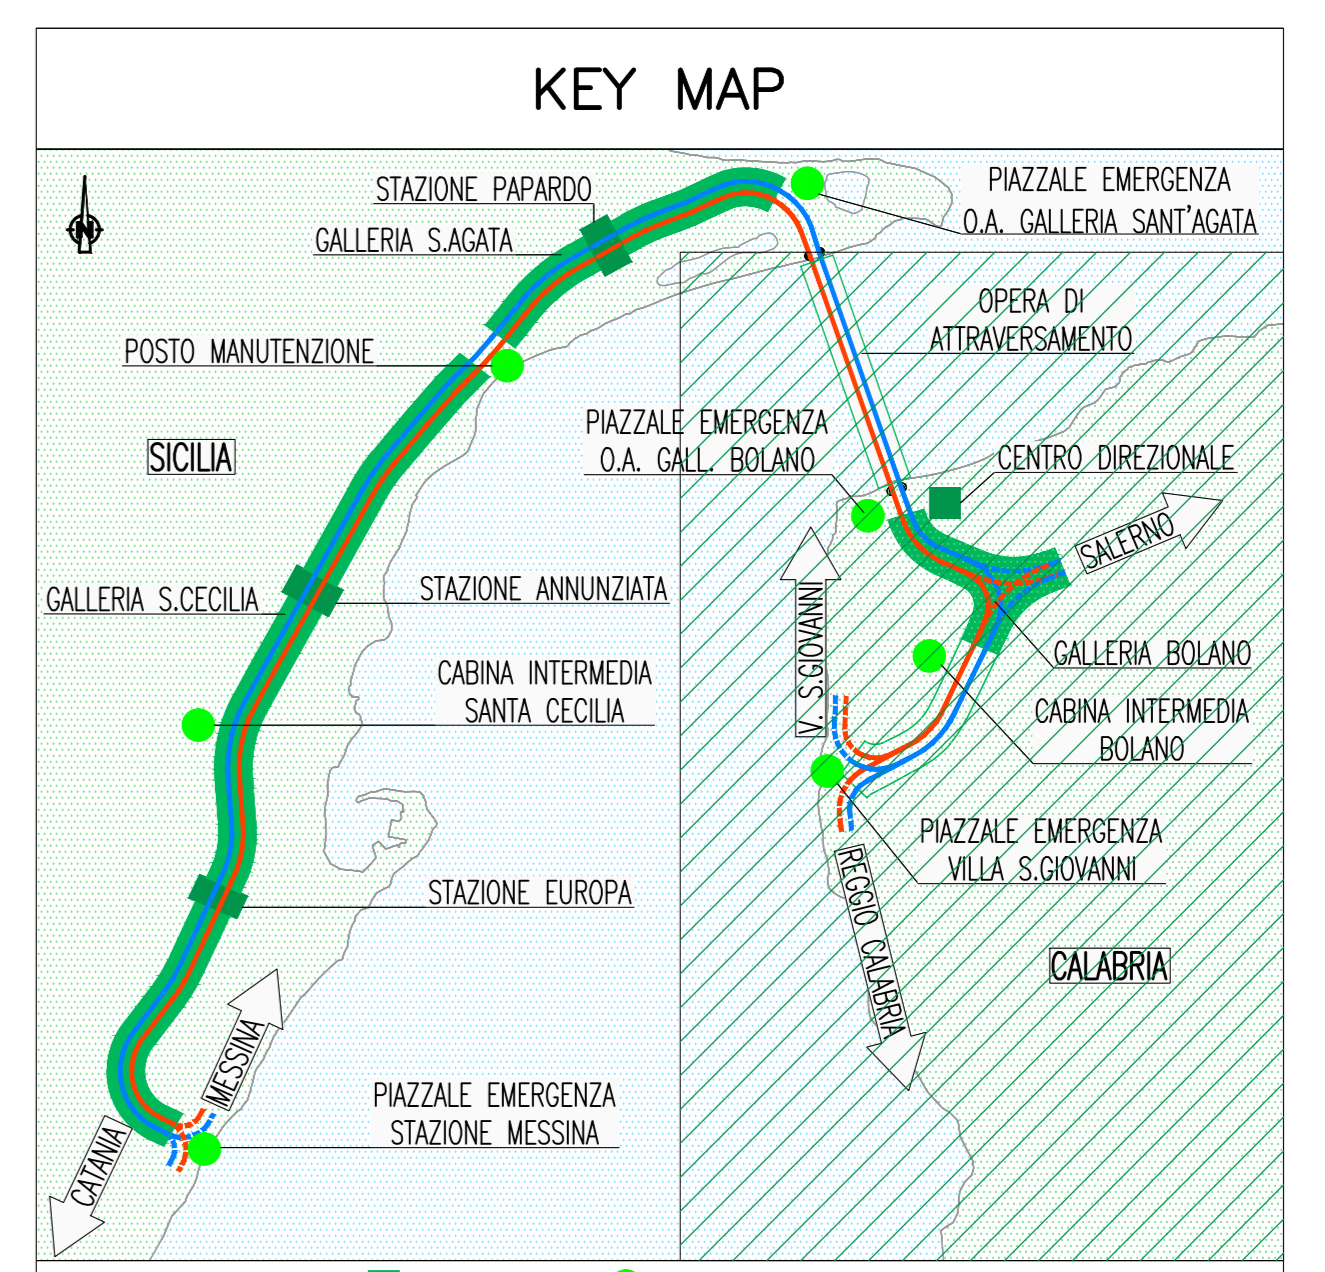 KEY MAP
N
STAZIONE PAPARDO
GALLERIA S.AGATA
PIAZZALE EMERGENZA
O.A. GALLERIA SANT'AGATA
OPERA DI
ATTRAVERSAMENTO
POSTO MANUTENZIONE
SICILIA
PIAZZALE EMERGENZA
O.A. GALL. BOLANO
CENTRO DIREZIONALE
SALERNO
V. S.GIOVANNI
GALLERIA S.CECILIA
STAZIONE ANNUNZIATA
GALLERIA BOLANO
CABINA INTERMEDIA
SANTA CECILIA
CABINA INTERMEDIA
BOLANO
PIAZZALE EMERGENZA
VILLA S.GIOVANNI
STAZIONE EUROPA
REGGIO CALABRIA
CALABRIA
MESSINA
PIAZZALE EMERGENZA
STAZIONE MESSINA
CATANIA